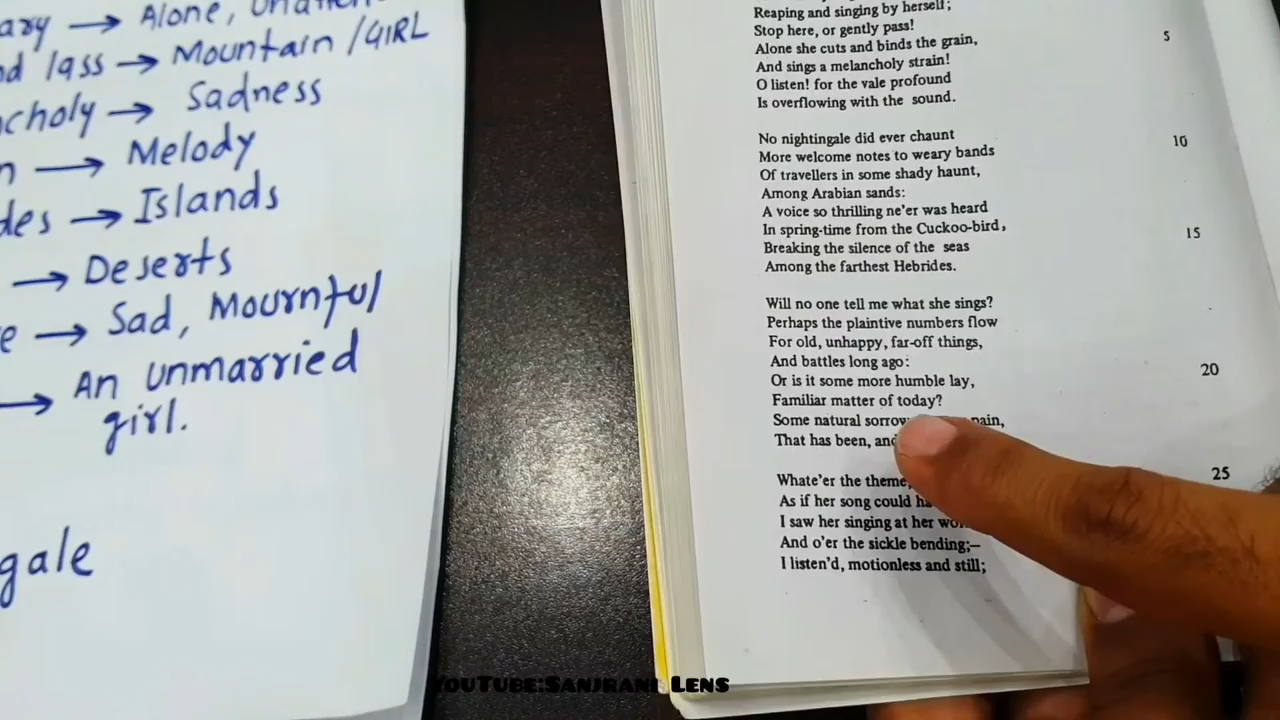 Alone,
lass → Mountain /GIRL
→ Sadness
→ Melody
→ Islands
→ Deserts
→ Sad, Mournful
→ An unmarried
girl.
Reaping and singing by herself;
Stop here, or gently pass!
Alone she cuts and binds the grain,
5
And sings a melancholy strain!
O listen! for the vale profound
Is overflowing with the sound.
No nightingale did ever chaunt
10
More welcome notes to weary bands
Of travellers in some shady haunt,
Among Arabian sands:
A voice so thrilling ne'er was heard
In spring-time from the Cuckoo-bird,
15
Breaking the silence of the seas
Among the farthest Hebrides.
Will no one tell me what she sings?
Perhaps the plaintive numbers flow
For old, unhappy, far-off things,
And battles long ago:
20
Or is it some more humble lay,
Familiar matter of today?
Some natural pain,
That has been,
25
Whate'er the theme,
As if her song could
I saw her singing at her
And o'er the sickle bending;—
I listen'd, motionless and still;
YouTube:Sanjrani Lens